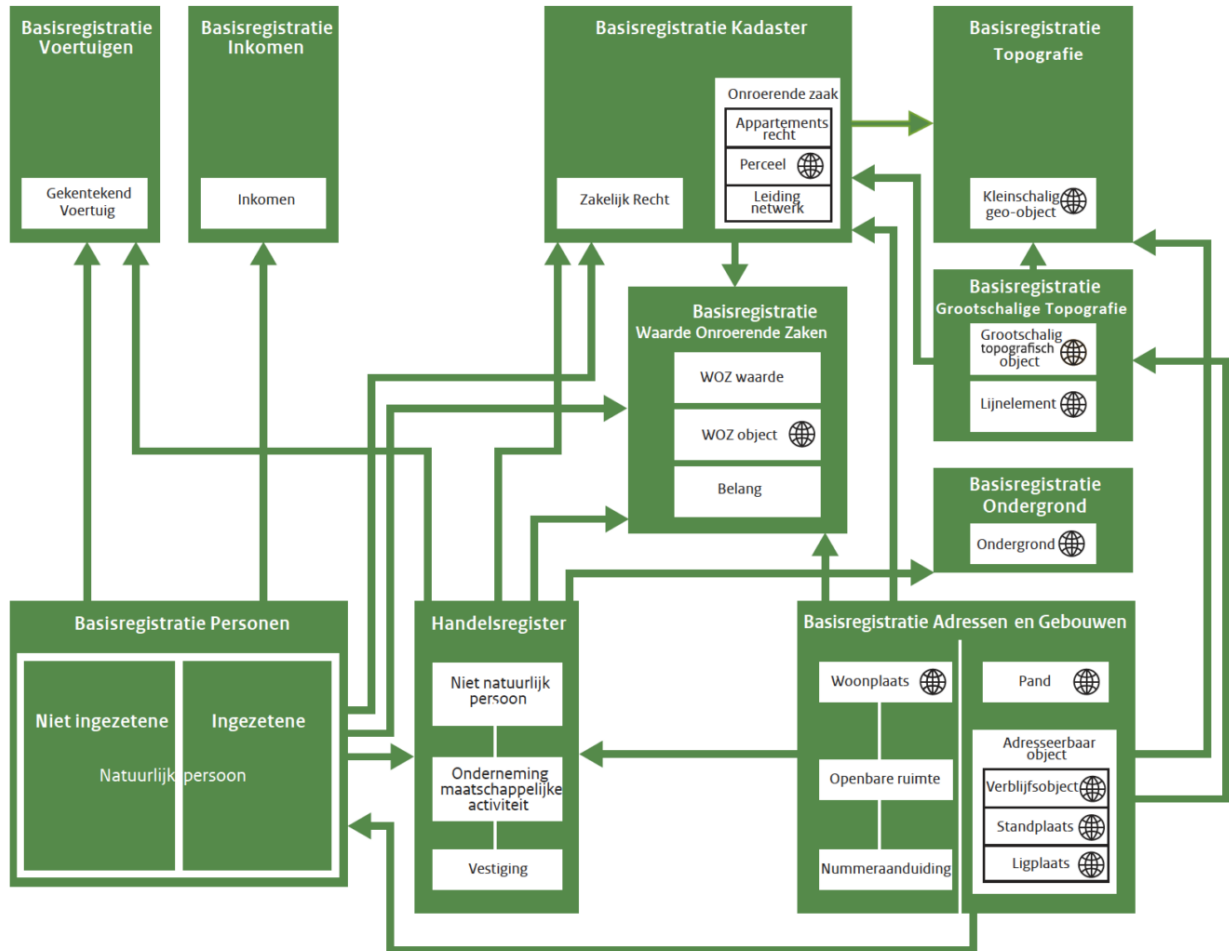 Basisregistratie
Voertuigen
Gekentekend
Voertuig
Basisregistratie
Inkomen
Inkomen
Basisregistratie Kadaster
Onroerende zaak
Appartements
recht
Perceel
Leiding
netwerk
Zakelijk Recht
Basisregistratie
Topografie
Kleinschalig
geo-object
Basisregistratie
Waarde Onroerende Zaken
WOZ waarde
WOZ object
Belang
Basisregistratie
Grootschalige Topografie
Grootschalig
topografisch
object
Lijnelement
Basisregistratie
Ondergrond
Ondergrond
Basisregistratie Personen
Niet ingezetene
Ingezetene
Natuurlijk persoon
Handelsregister
Niet natuurlijk
persoon
Onderneming
maatschappelijke
activiteit
Vestiging
Basisregistratie Adressen en Gebouwen
Woonplaats
Openbare ruimte
Nummeraanduiding
Pand
Adresseerbaar
object
Verblijfsobject
Standplaats
Ligplaats